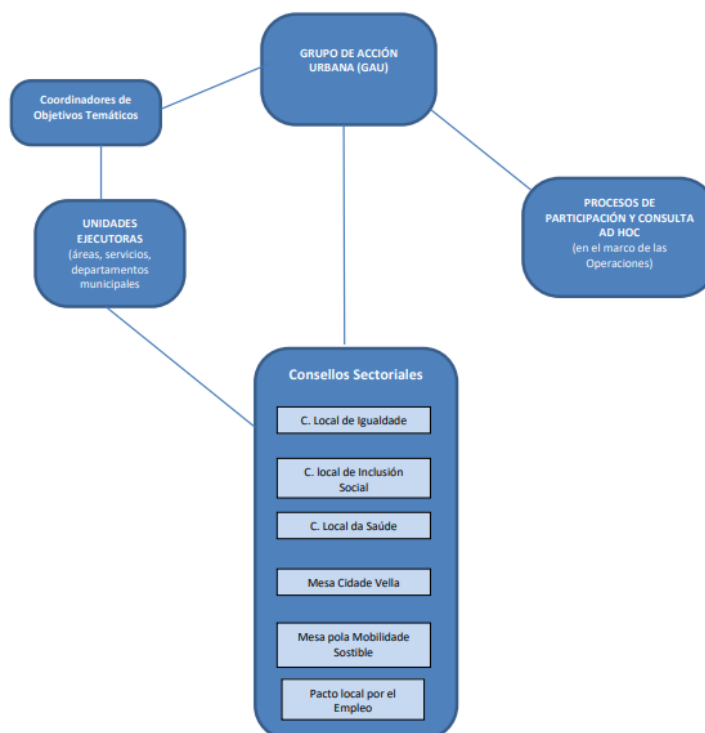 GRUPO DE ACCIÓN
URBANA (GAU)
Coordinadores de
Objetivos Temáticos
UNIDADES
EJECUTORAS
(áreas, servicios,
departamentos
municipales
PROCESOS DE
PARTICIPACIÓN Y CONSULTA
AD HOC
(en el marco de las
Operaciones)
Consellos Sectoriales
C. Local de Igualdade
C. local de Inclusión
Social
C. Local da Saúde
Mesa Cidade Vella
Mesa pola Mobilidade
Sostible
Pacto local por el
Empleo